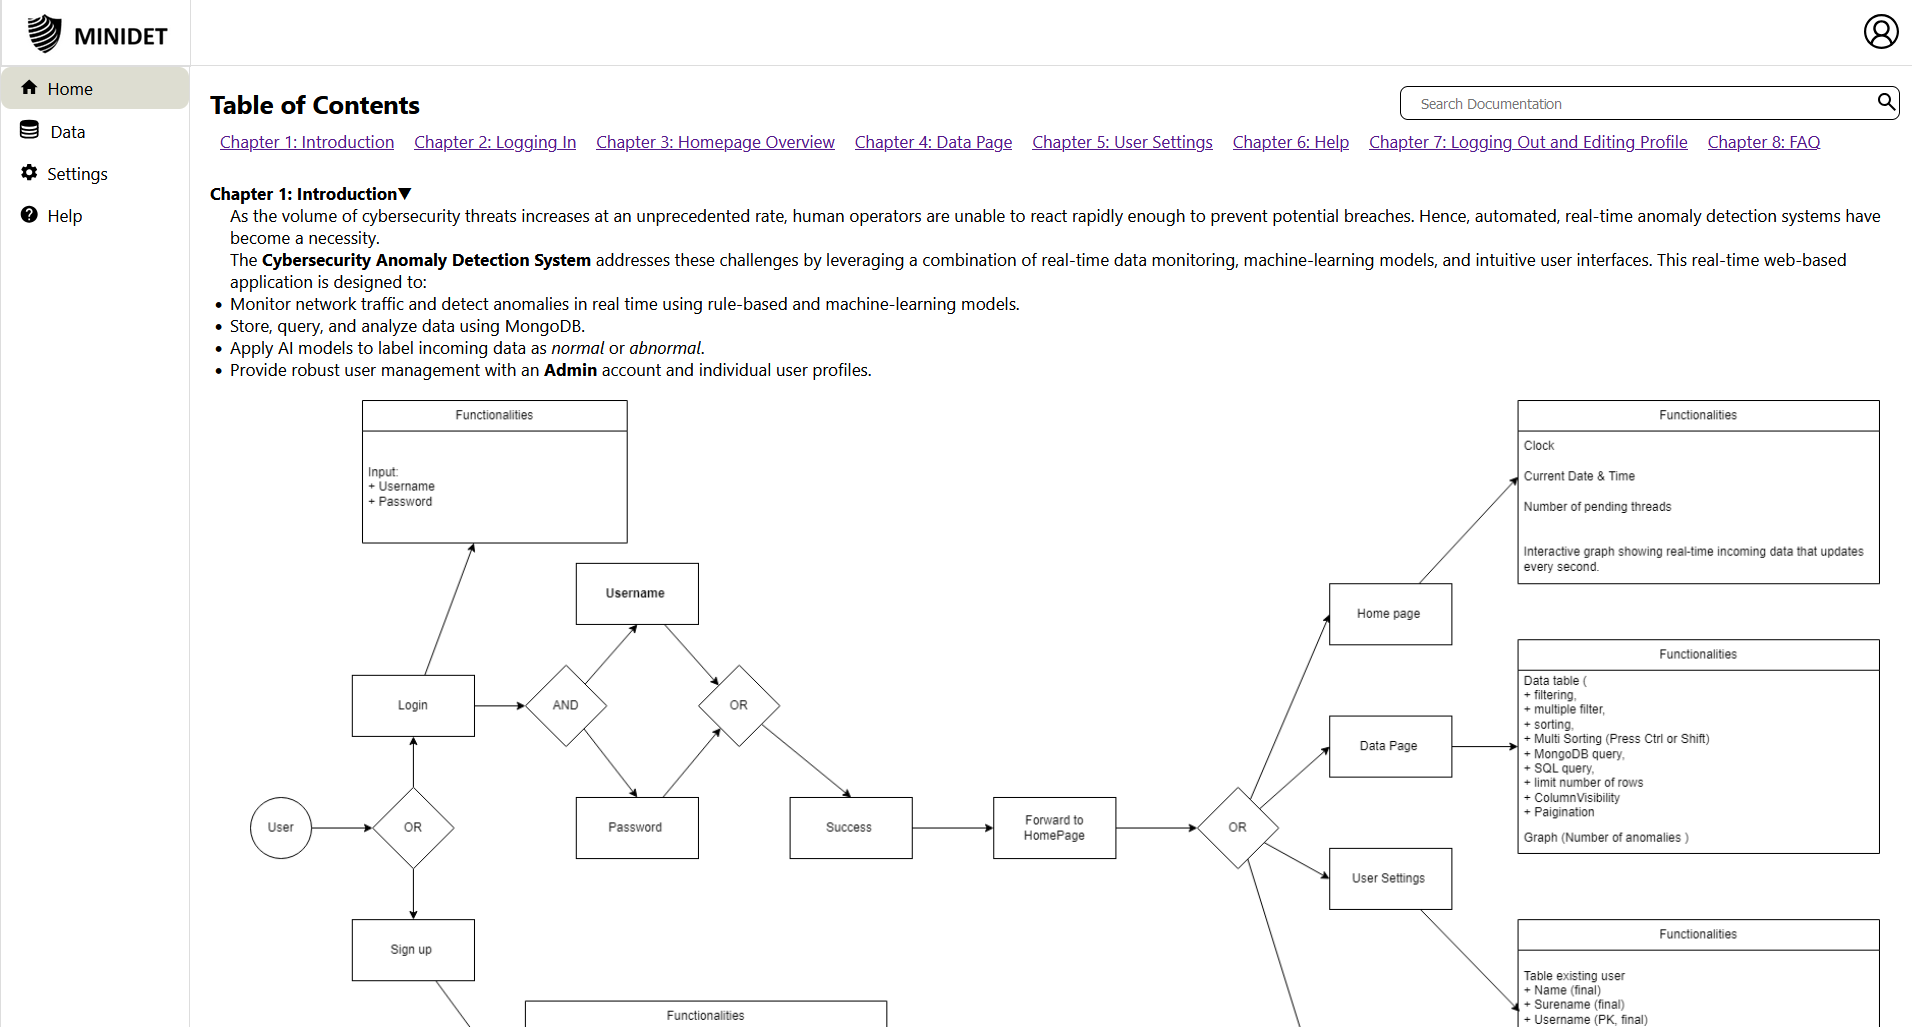 MINIDET
Home
Data
Settings
Help
Table of Contents
Search Documentation
Chapter 1: Introduction Chapter 2: Logging In Chapter 3: Homepage Overview Chapter 4: Data Page Chapter 5: User Settings Chapter 6: Help Chapter 7: Logging Out and Editing Profile Chapter 8: FAQ
Chapter 1: Introduction▼
As the volume of cybersecurity threats increases at an unprecedented rate, human operators are unable to react rapidly enough to prevent potential breaches. Hence, automated, real-time anomaly detection systems have
become a necessity.
The Cybersecurity Anomaly Detection System addresses these challenges by leveraging a combination of real-time data monitoring, machine-learning models, and intuitive user interfaces. This real-time web-based
application is designed to:
• Monitor network traffic and detect anomalies in real time using rule-based and machine-learning models.
• Store, query, and analyze data using MongoDB.
• Apply AI models to label incoming data as normal or abnormal.
• Provide robust user management with an Admin account and individual user profiles.
Functionalities
Input:
+ Username
+ Password
Username
Login
AND
OR
User
OR
Password
Success
Forward to
HomePage
OR
Sign up
Functionalities
Home page
Functionalities
Clock
Current Date & Time
Number of pending threads
Interactive graph showing real-time incoming data that updates
every second.
Data Page
Functionalities
Data table (
+ filtering,
+ multiple filter,
+ sorting,
+ Multi Sorting (Press Ctrl or Shift)
+ MongoDB query,
+ SQL query,
+ limit number of rows
+ ColumnVisibility
+ Paigination
Graph (Number of anomalies )
User Settings
Functionalities
Table existing user
+ Name (final)
+ Surename (final)
+ Username (PK, final)